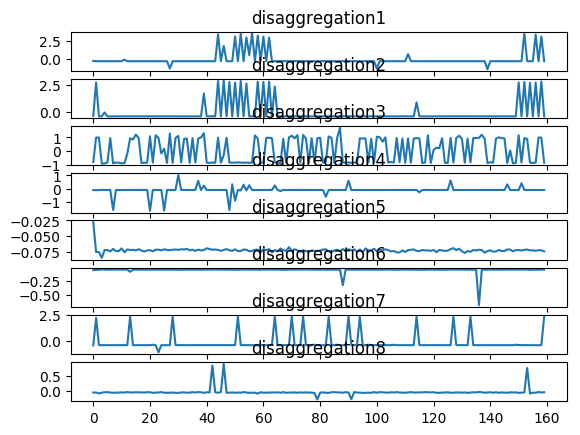 disaggregation1
2.5
0.0
disaggregation2
2.5
0.0
disaggregation3
1
0
−1
disaggregation4
1
0
−1
disaggregation5
−0.025
−0.050
−0.075
disaggregation6
−0.25
−0.50
disaggregation7
2.5
0.0
disaggregation8
0.5
0.0
0 20 40 60 80 100 120 140 160